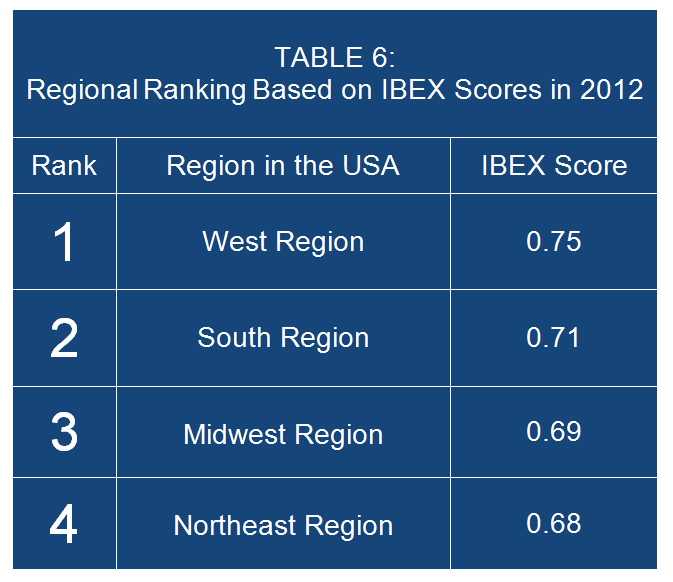 TABLE 6:
Regional Ranking Based on IBEX Scores in 2012
Rank Region in the USA IBEX Score
1 West Region 0.75
2 South Region 0.71
3 Midwest Region 0.69
4 Northeast Region 0.68